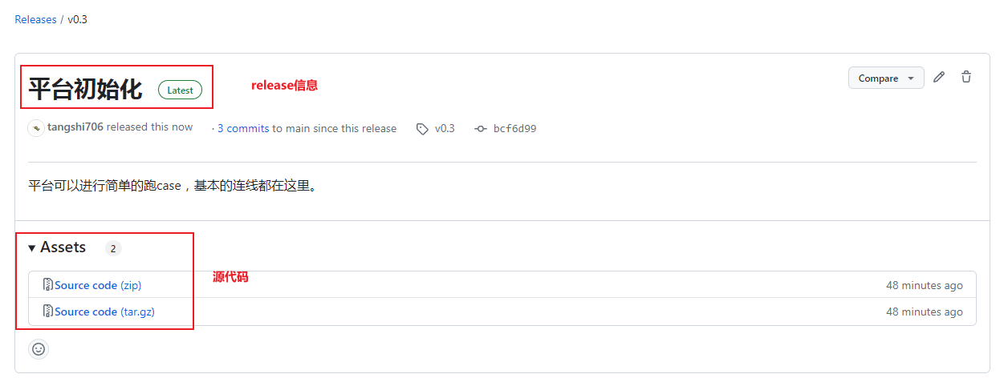 Releases / v0.3
平台初始化 Latest
release信息
Compare
tangshi706 released this now · 3 commits to main since this release v0.3 bcf6d99
平台可以进行简单的跑case，基本的连线都在这里。
Assets 2
源代码
Source code (zip) 48 minutes ago
Source code (tar.gz) 48 minutes ago